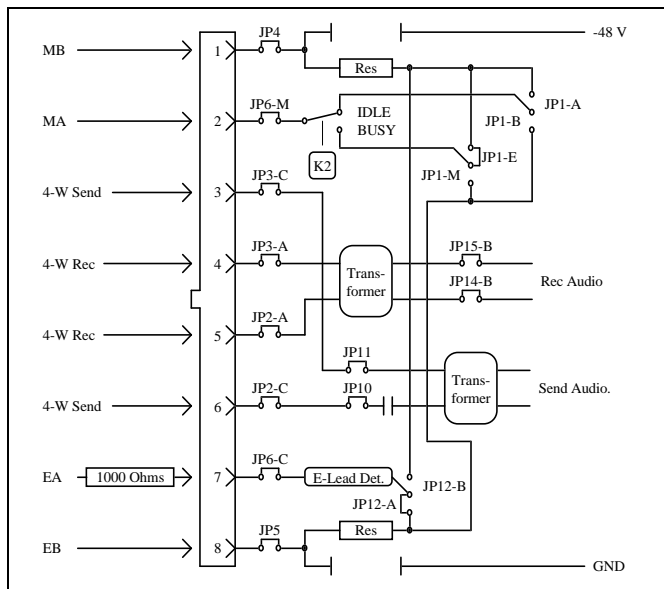 JP4
-48 V
MB
1
Res
JP1-A
JP6-M
IDLE
MA
2
BUSY
JP1-B
JP1-E
K2
JP1-M
JP3-C
4-W Send
3
JP3-A
JP15-B
4-W Rec
4
Trans-
former
Rec Audio
JP14-B
JP2-A
4-W Rec
5
JP11
Trans-
former
Send Audio.
JP2-C
JP10
4-W Send
6
JP6-C
EA
1000 Ohms
7
E-Lead Det.
JP12-B
JP12-A
JP5
Res
EB
8
GND